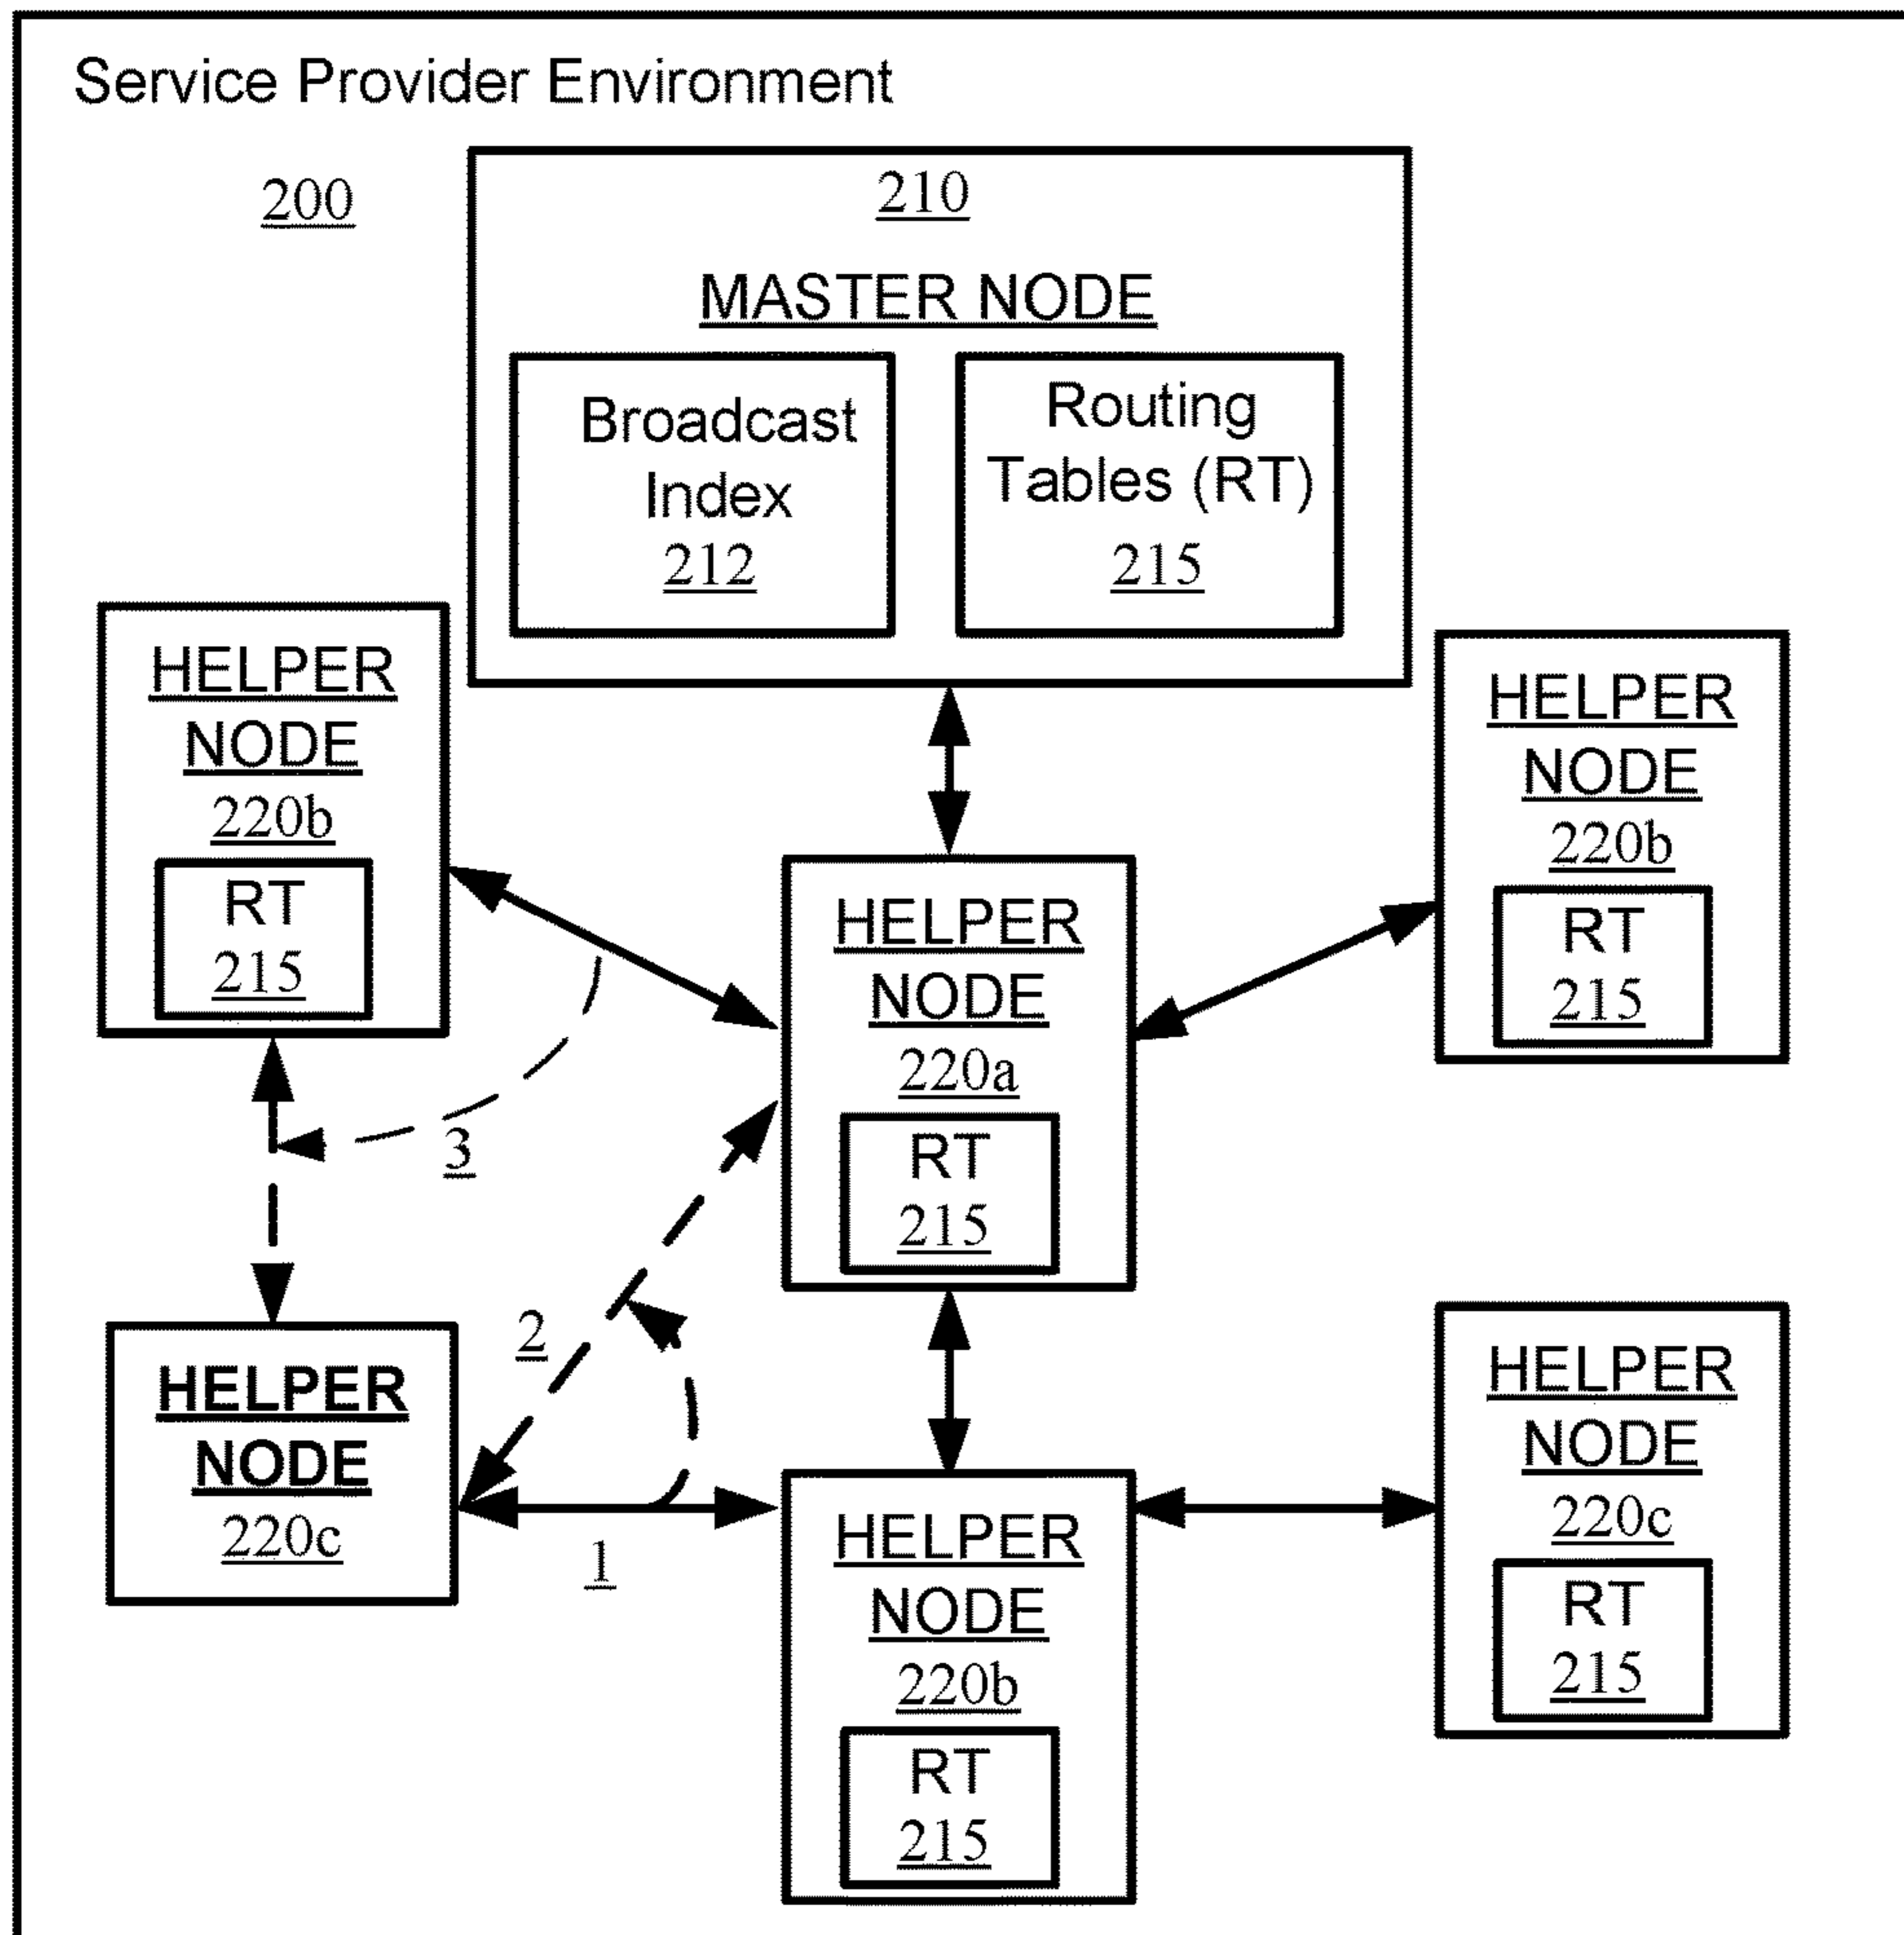 Service Provider Environment
200
210
MASTER NODE
Broadcast
Index
212
Routing
Tables (RT)
215
HELPER
NODE
220b
RT
215
HELPER
NODE
220b
RT
215
HELPER
NODE
220a
RT
215
3
2
HELPER
NODE
220c
1
HELPER
NODE
220b
RT
215
HELPER
NODE
220c
RT
215